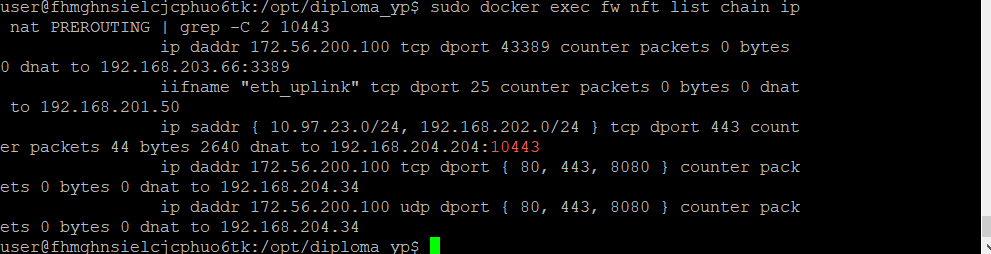 user@fhmghnsielcjcphuo6tk:/opt/diploma_yp$ sudo docker exec fw nft list chain ip
 nat PREROUTING | grep -C 2 10443
                ip daddr 172.56.200.100 tcp dport 43389 counter packets 0 bytes
0 dnat to 192.168.203.66:3389
                iifname "eth_uplink" tcp dport 25 counter packets 0 bytes 0 dnat
 to 192.168.201.50
                ip saddr { 10.97.23.0/24, 192.168.202.0/24 } tcp dport 443 count
er packets 44 bytes 2640 dnat to 192.168.204.204:10443
                ip daddr 172.56.200.100 tcp dport { 80, 443, 8080 } counter pack
ets 0 bytes 0 dnat to 192.168.204.34
                ip daddr 172.56.200.100 udp dport { 80, 443, 8080 } counter pack
ets 0 bytes 0 dnat to 192.168.204.34
user@fhmghnsielcjcphuo6tk:/opt/diploma_yp$